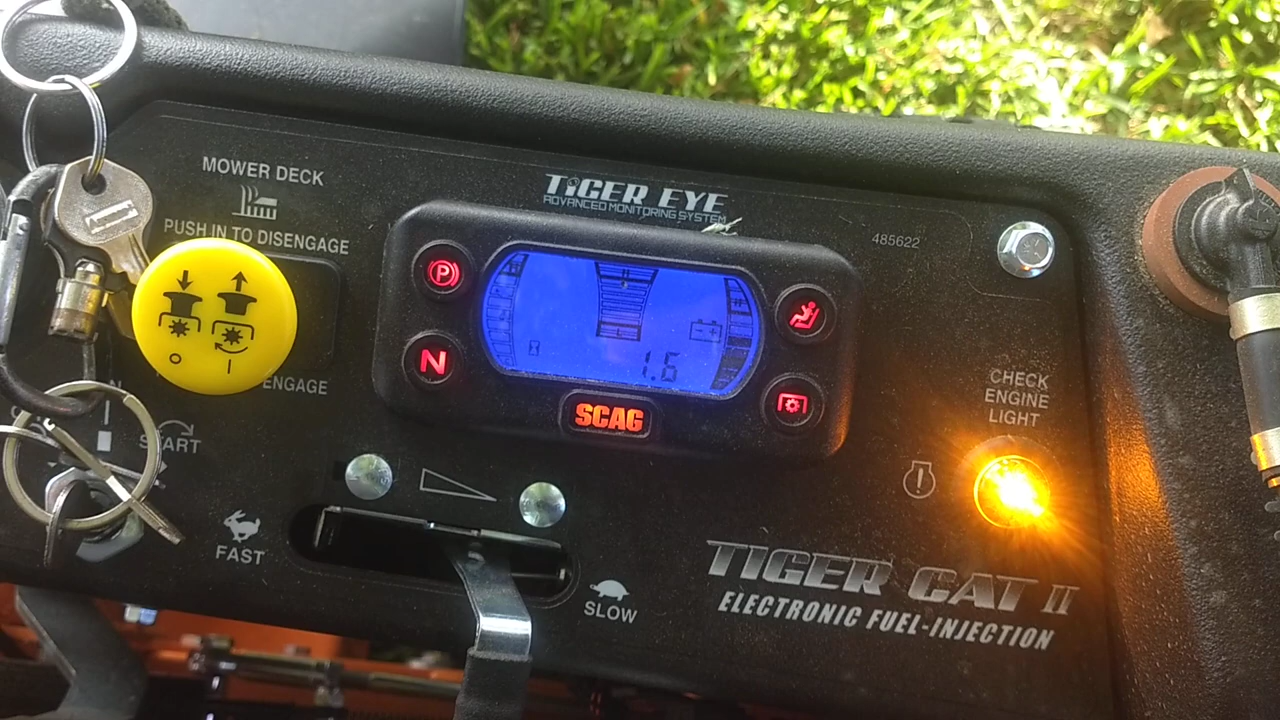 MOWER DECK
PUSH IN TO DISENGAGE
ENGAGE
TIGER EYE
ADVANCED MONITORING SYSTEM
485622
P
N
1.6
SCAG
CHECK
ENGINE
LIGHT
N
START
FAST
SLOW
TIGER CAT II
ELECTRONIC FUEL-INJECTION